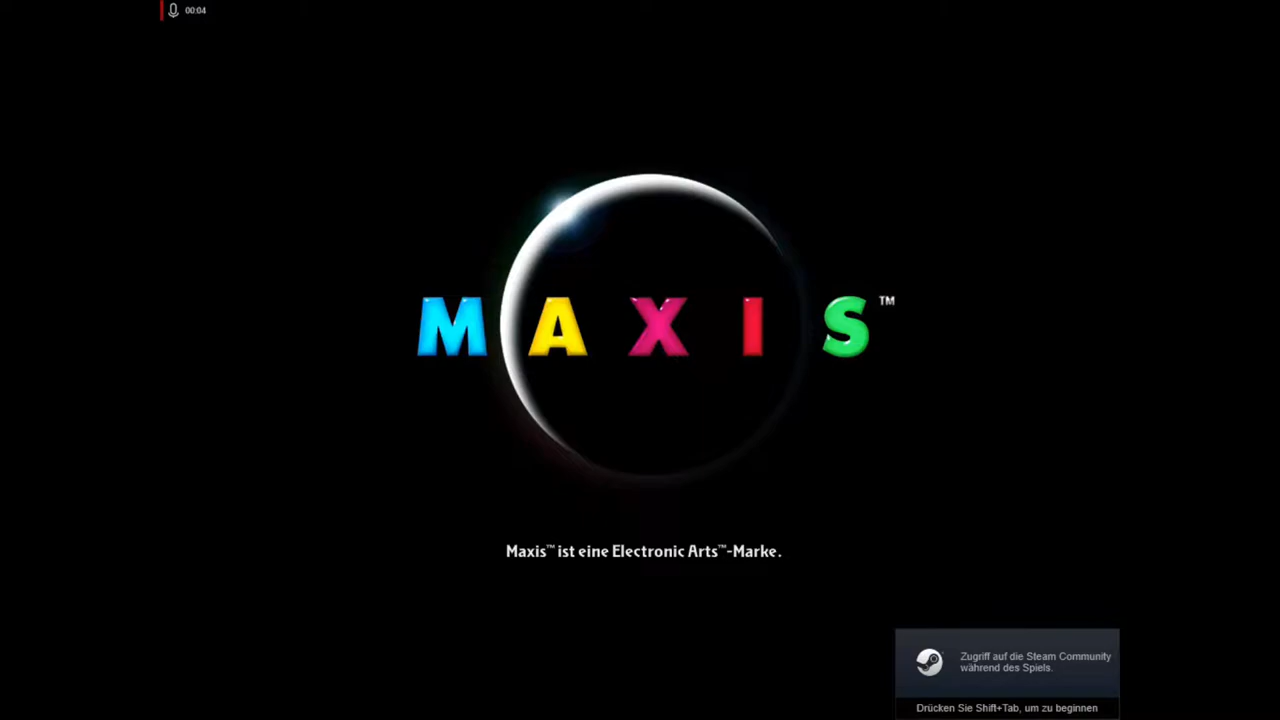 00:04
MAXIS™
Maxis™ ist eine Electronic Arts™-Marke.
Zugriff auf die Steam Community
während des Spiels.
Drücken Sie Shift+Tab, um zu beginnen